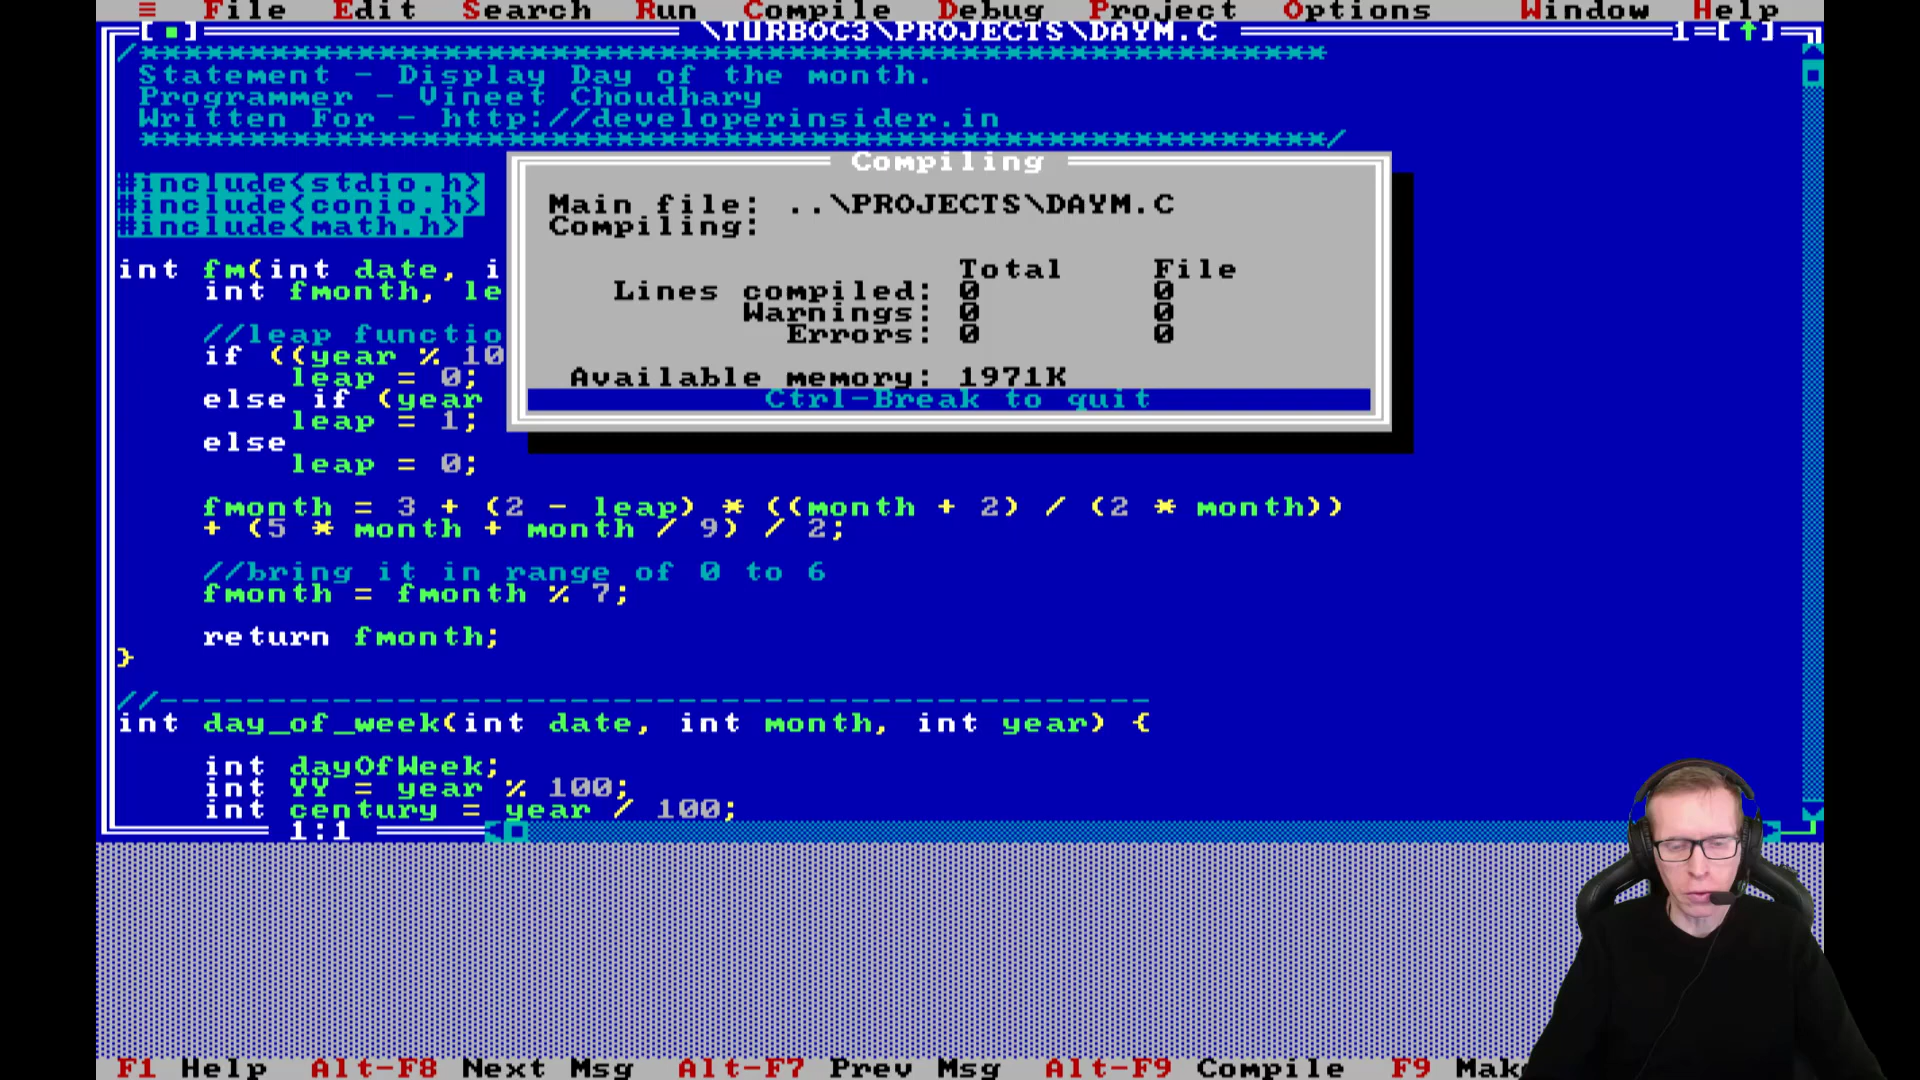 ≡ File Edit Search Run Compile Debug Project Options Window Help
[■] \TURBOC3\PROJECTS\DAYM.C 1=[↑]
/*******************************************************
Statement - Display Day of the month.
Programmer - Vineet Choudhary
Written For - http://developerinsider.in
*******************************************************/
#include<stdio.h>
#include<conio.h>
#include<math.h>
int fm(int date, i
int fmonth, le
//leap functio
if ((year % 10
leap = 0;
else if (year
leap = 1;
else
leap = 0;
fmonth = 3 + (2 - leap) * ((month + 2) / (2 * month))
+ (5 * month + month / 9) / 2;
//bring it in range of 0 to 6
fmonth = fmonth % 7;
return fmonth;
}
//----------------------------------------------
int day_of_week(int date, int month, int year) {
int dayOfWeek;
int YY = year % 100;
int century = year / 100;
1:1
Compiling
Main file: ..\PROJECTS\DAYM.C
Compiling:
Total File
Lines compiled: 0 0
Warnings: 0 0
Errors: 0 0
Available memory: 1971K
Ctrl-Break to quit
F1 Help Alt-F8 Next Msg Alt-F7 Prev Msg Alt-F9 Compile F9 Mak